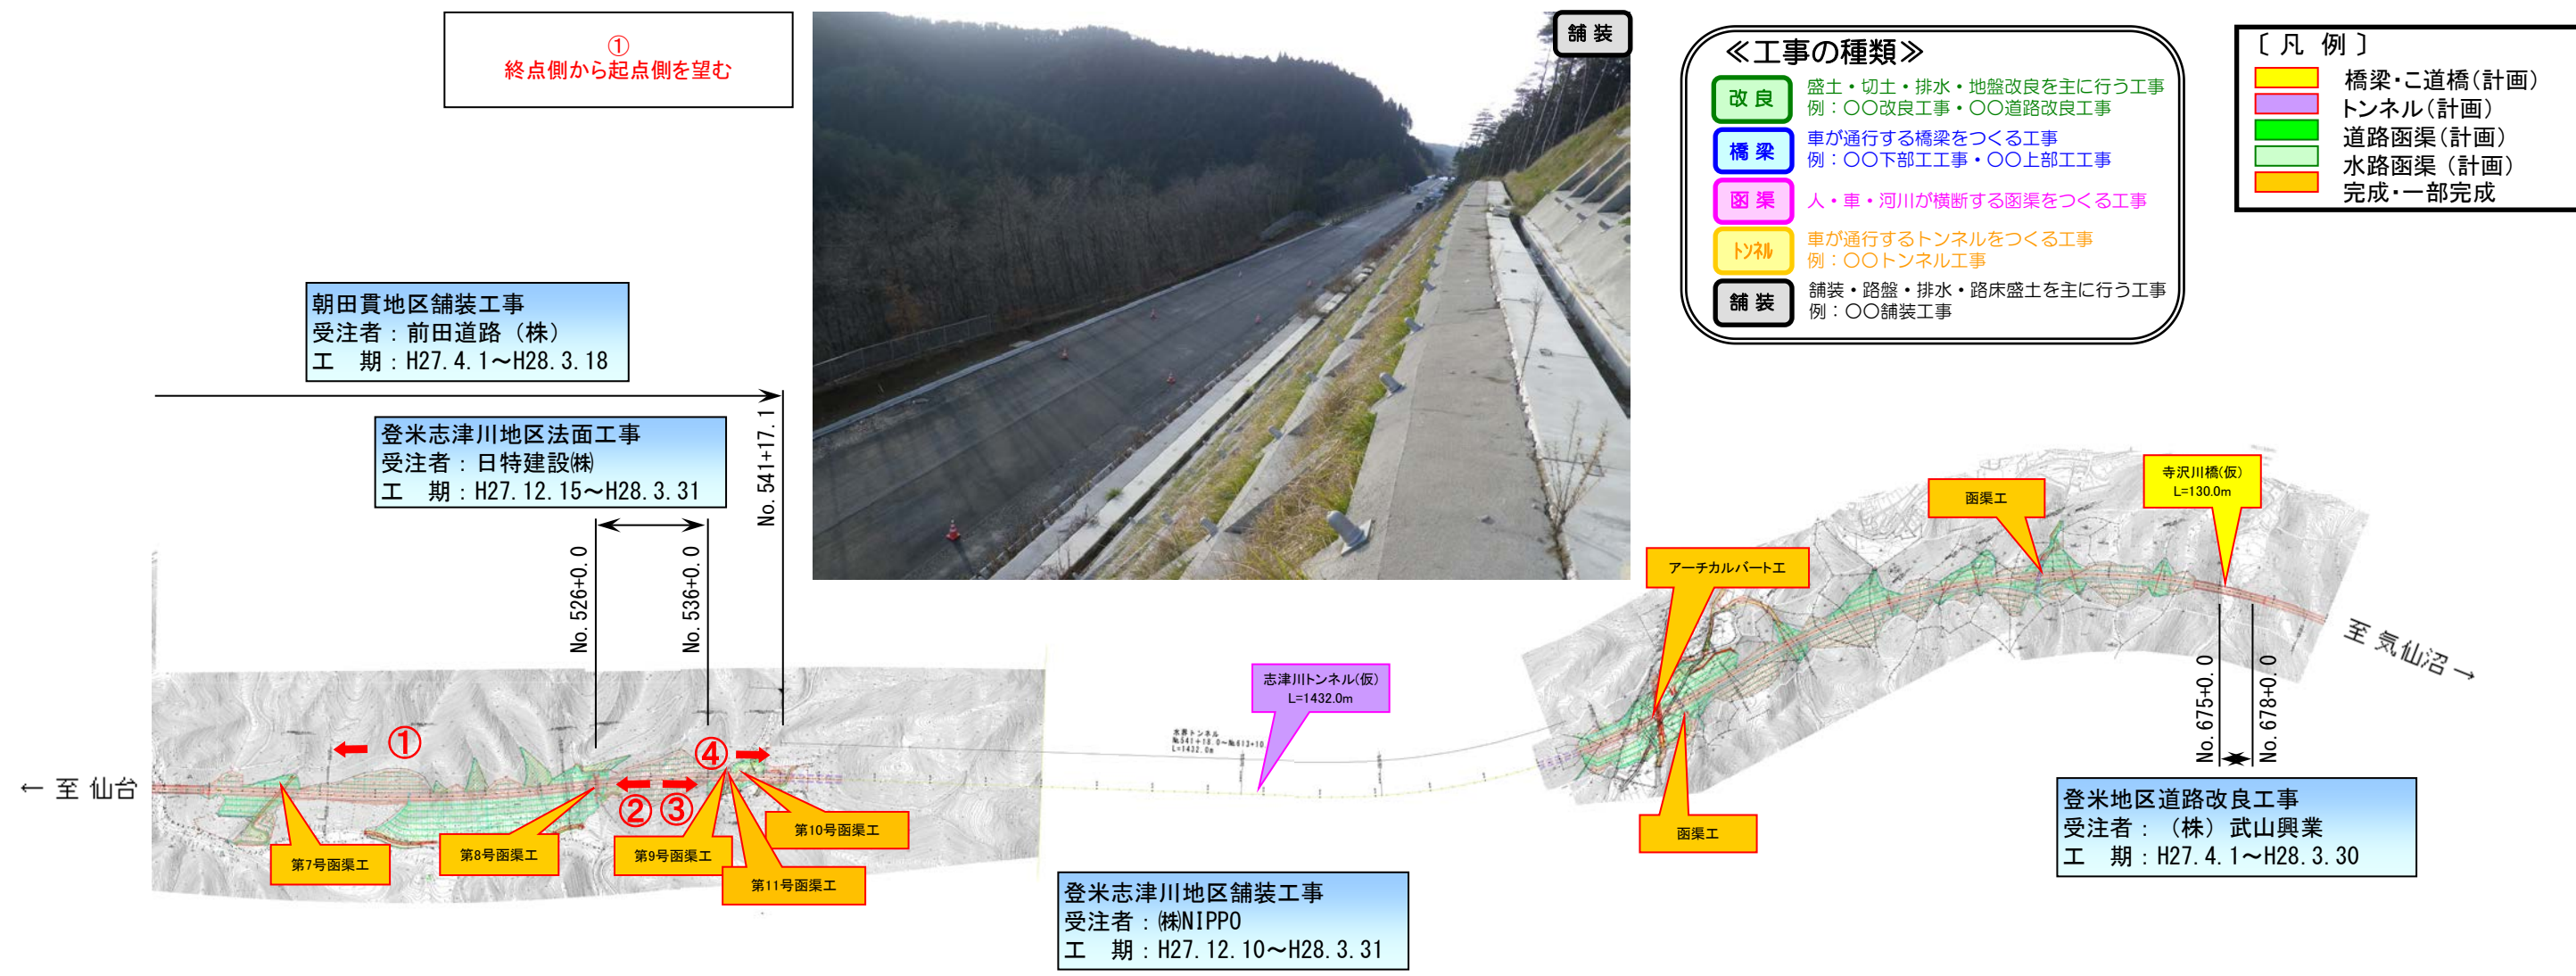 ①
終点側から起点側を望む
舗 装
≪工事の種類≫
改 良
盛土・切土・排水・地盤改良を主に行う工事
例：〇〇改良工事・〇〇道路改良工事
橋 梁
車が通行する橋梁をつくる工事
例：〇〇下部工工事・〇〇上部工工事
函 渠
人・車・河川が横断する函渠をつくる工事
トンネル
車が通行するトンネルをつくる工事
例：〇〇トンネル工事
舗 装
舗装・路盤・排水・路床盛土を主に行う工事
例：〇〇舗装工事
〔 凡 例 〕
橋梁・こ道橋(計画)
トンネル(計画)
道路函渠(計画)
水路函渠 (計画)
完成・一部完成
朝田貫地区舗装工事
受注者：前田道路（株）
工　期：H27.4.1～H28.3.18
登米志津川地区法面工事
受注者：日特建設㈱
工　期：H27.12.15～H28.3.31
No.541+17.1
No.526+0.0
No.536+0.0
寺沢川橋(仮)
L=130.0m
函渠工
アーチカルバート工
至 気仙沼 →
志津川トンネル(仮)
L=1432.0m
水界トンネル
№541+18.0～№613+10
L=1432.0m
No.675+0.0
No.678+0.0
①
④
② ③
← 至 仙台
第7号函渠工
第8号函渠工
第9号函渠工
第10号函渠工
第11号函渠工
函渠工
登米地区道路改良工事
受注者：（株）武山興業
工　期：H27.4.1～H28.3.30
登米志津川地区舗装工事
受注者：㈱NIPPO
工　期：H27.12.10～H28.3.31